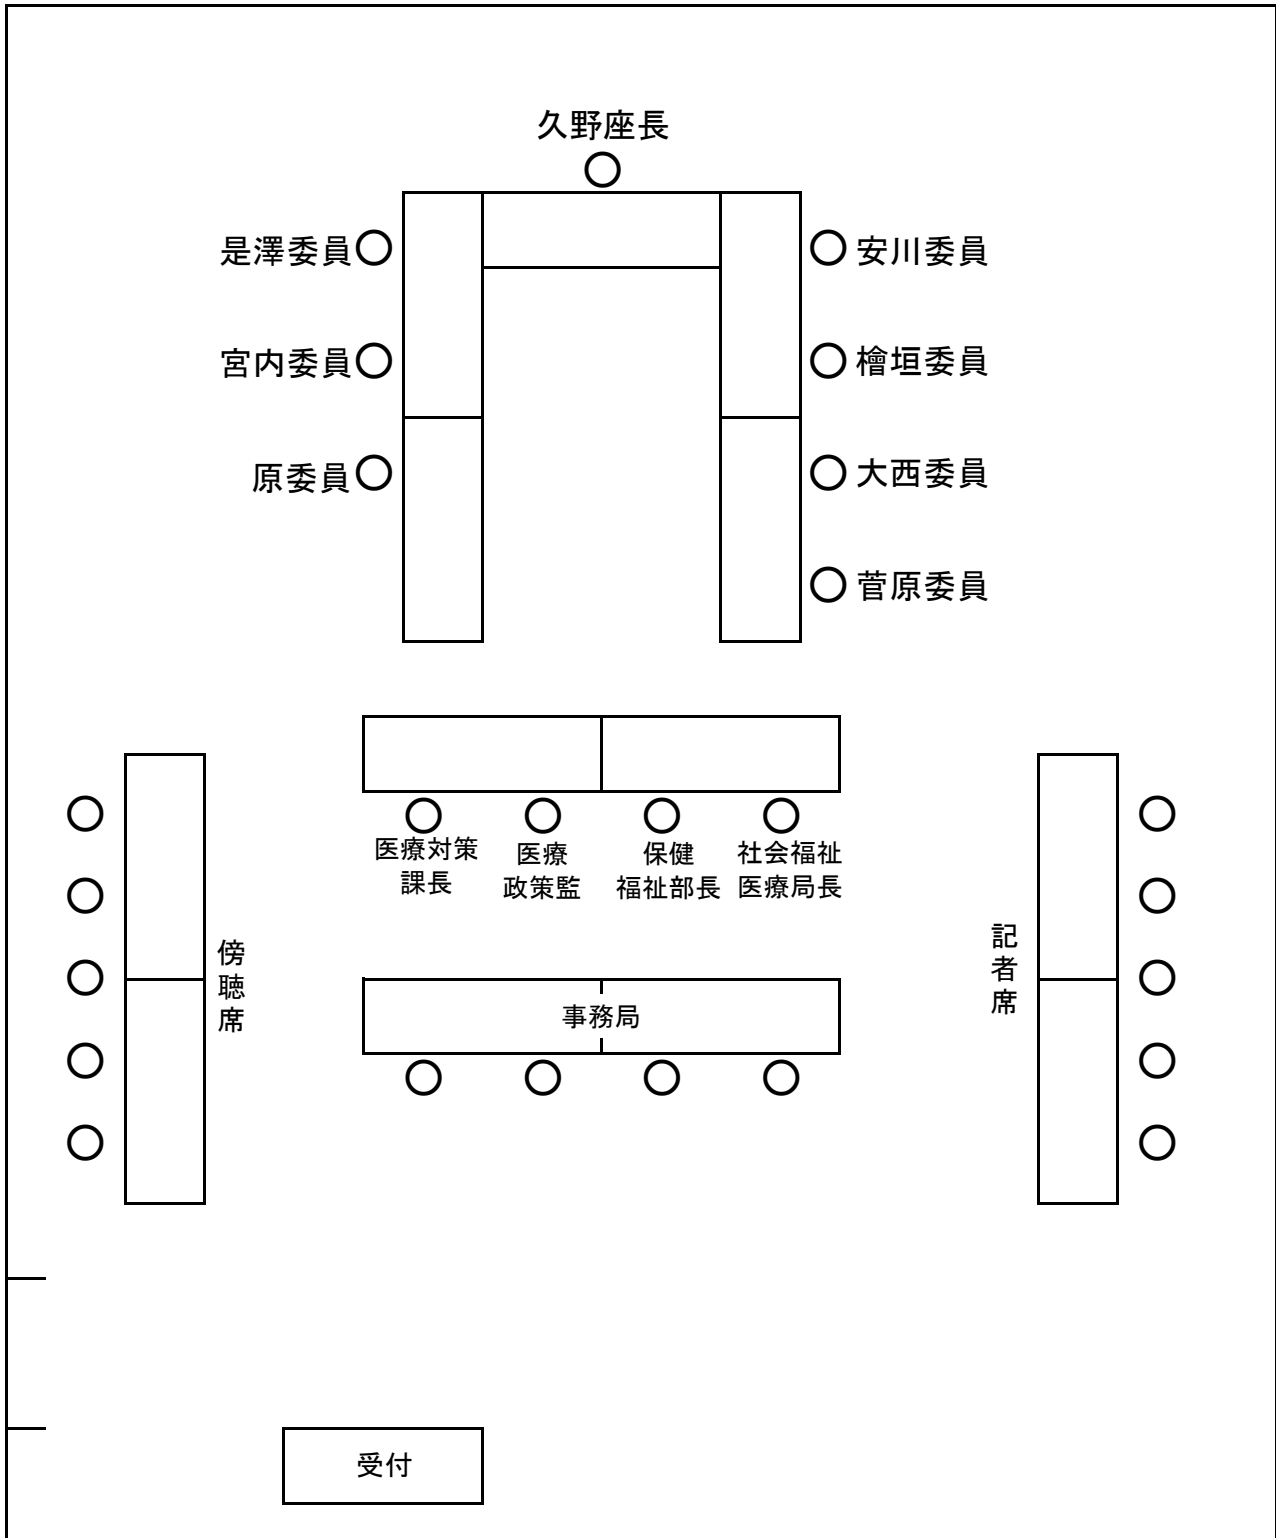 久野座長
是澤委員
安川委員
宮内委員
檜垣委員
原委員
大西委員
菅原委員
医療対策
課長
医療
政策監
保健
福祉部長
社会福祉
医療局長
傍聴席
記者席
事務局
受付